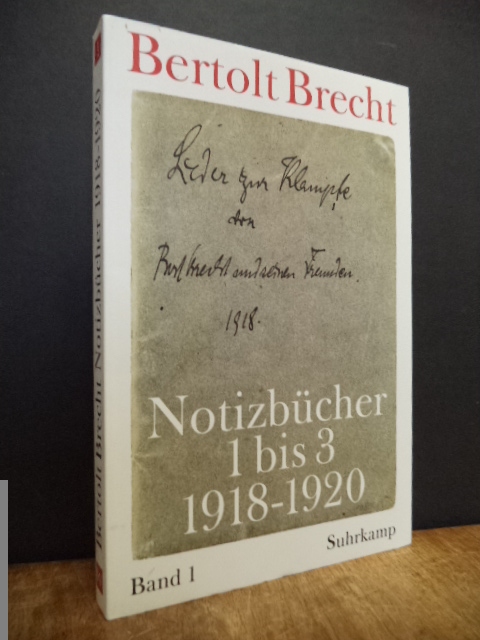 Bertolt Brecht
Lieder zur Klampfe
von
Bert Brecht und seinen Freunden.
1918.
Notizbücher
1 bis 3
1918-1920
Suhrkamp
Band 1
Bertolt Brecht Notizbücher 1918-1920